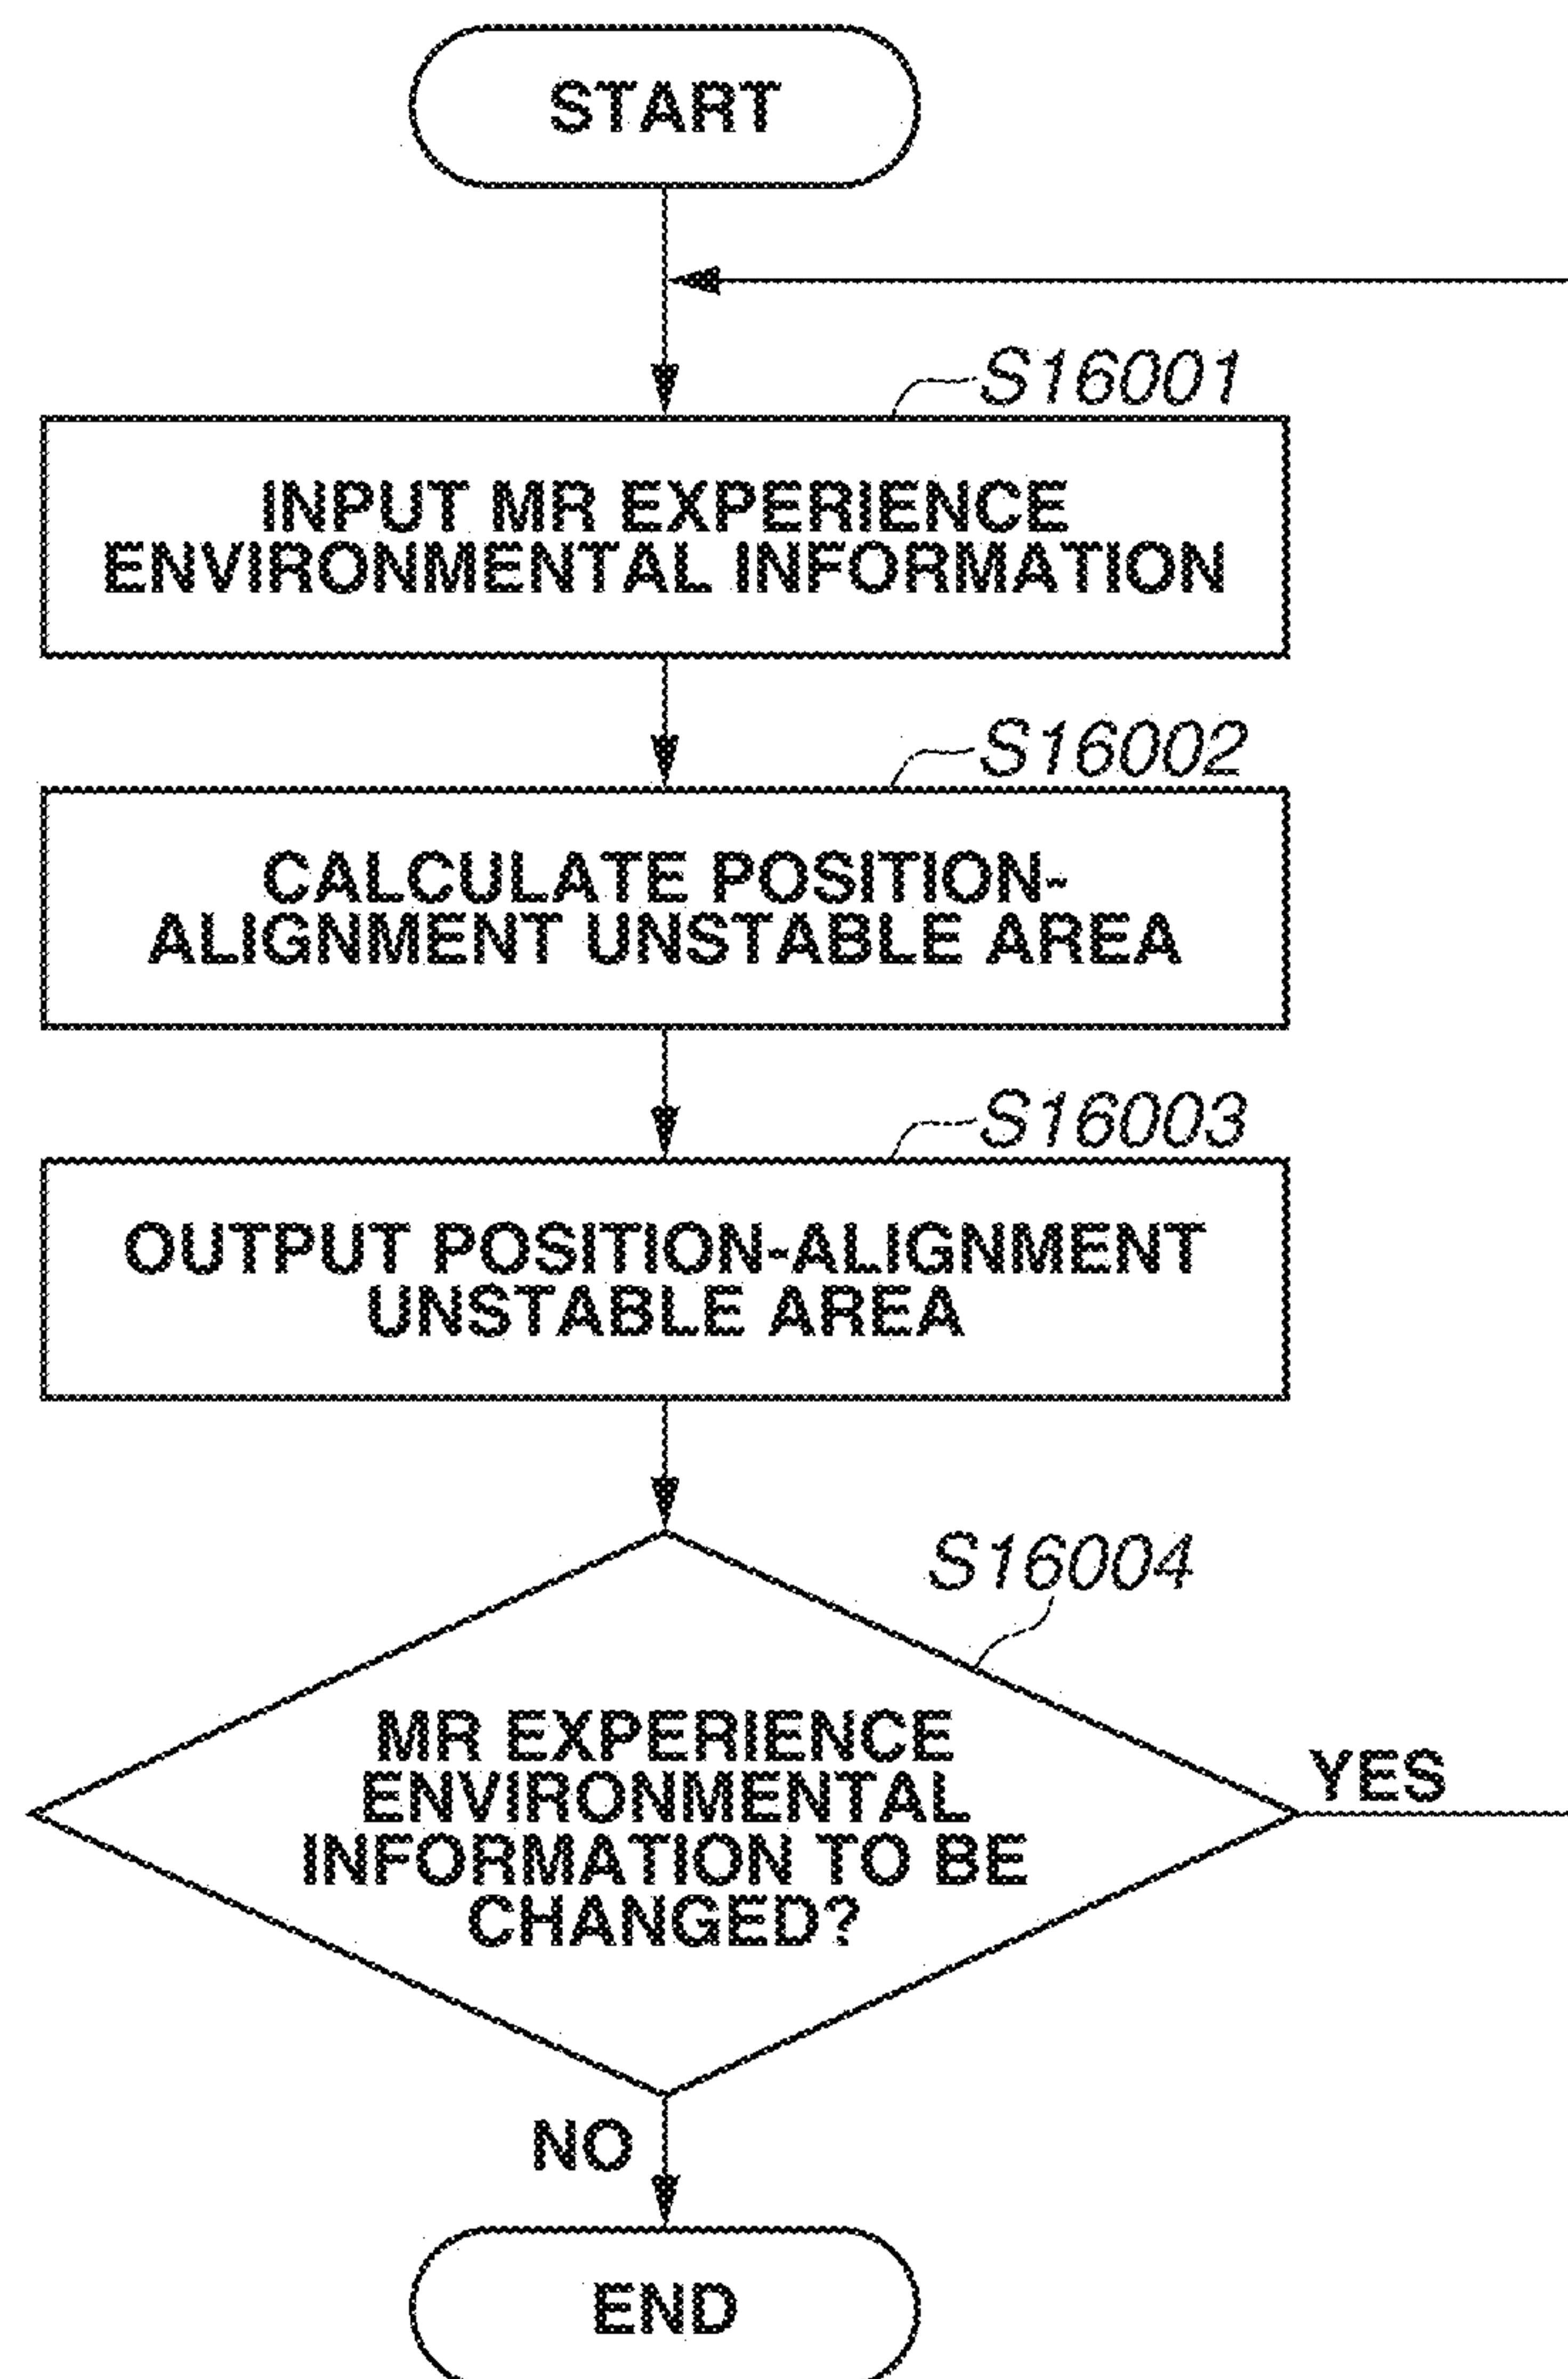 START
S16001
INPUT MR EXPERIENCE
ENVIRONMENTAL INFORMATION
S16002
CALCULATE POSITION-
ALIGNMENT UNSTABLE AREA
S16003
OUTPUT POSITION-ALIGNMENT
UNSTABLE AREA
S16004
MR EXPERIENCE
ENVIRONMENTAL
INFORMATION TO BE
CHANGED?
YES
NO
END